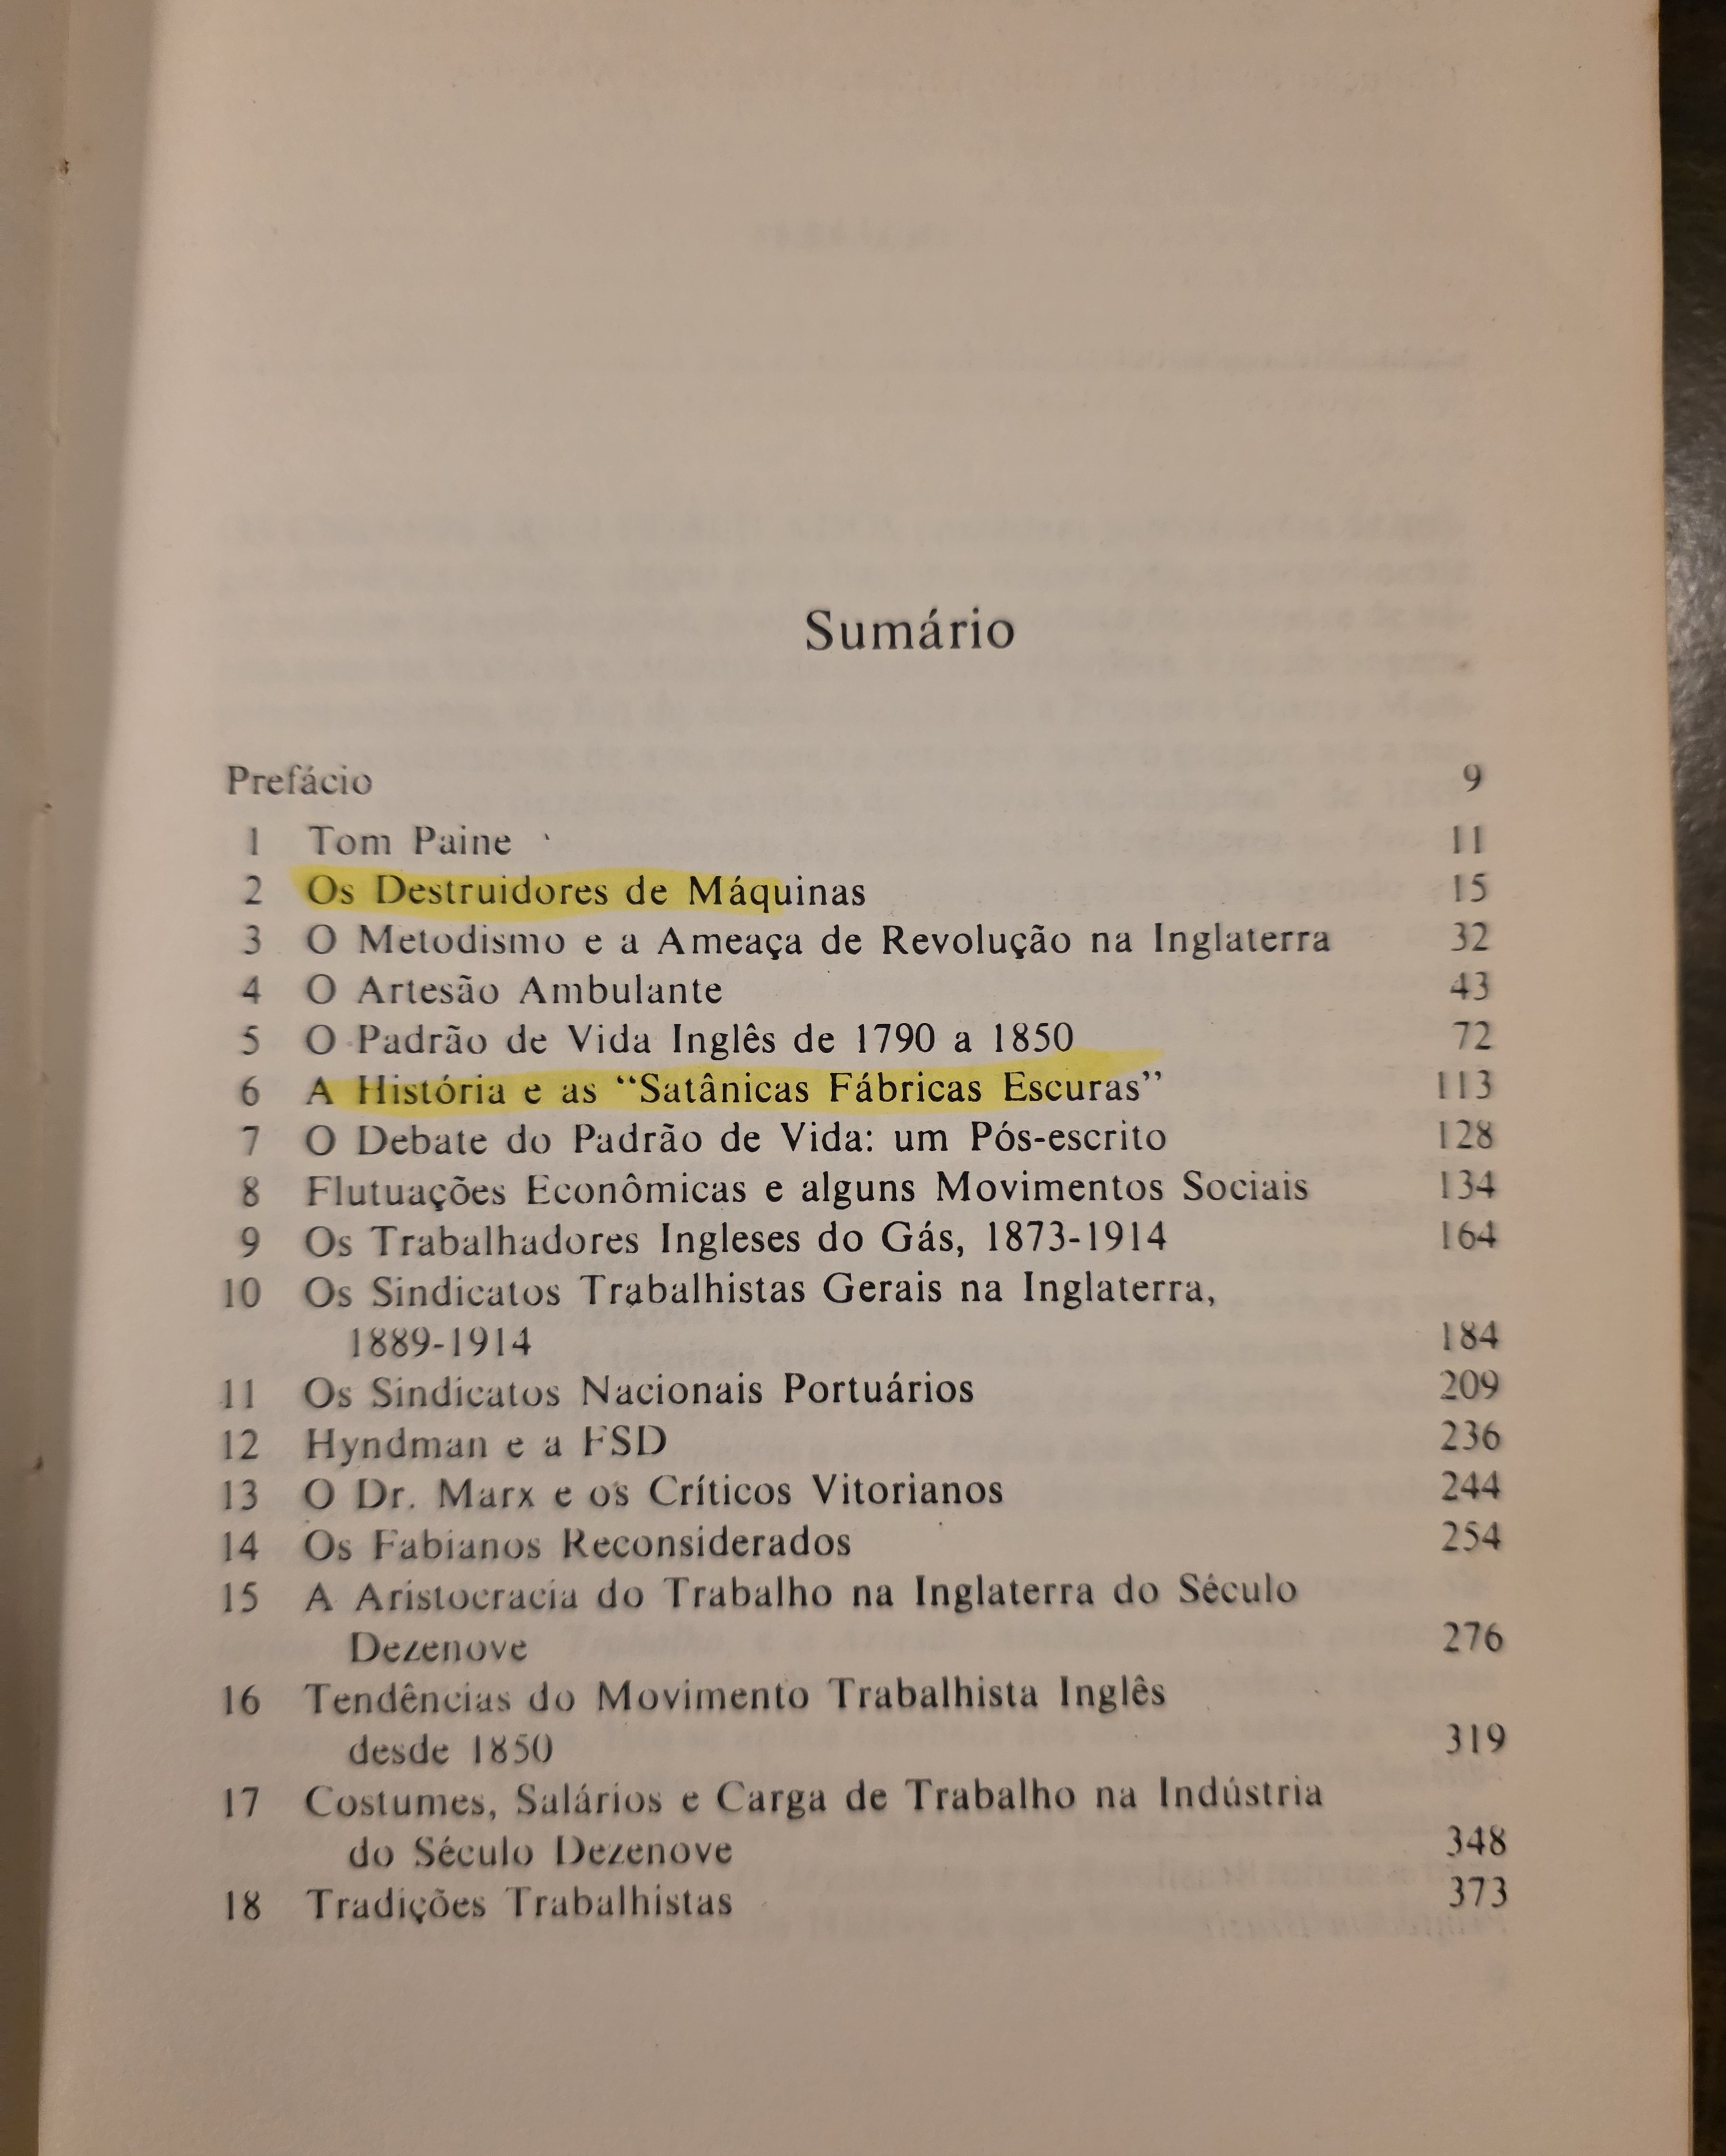 Sumário
Prefácio 9
1 Tom Paine 11
2 Os Destruidores de Máquinas 15
3 O Metodismo e a Ameaça de Revolução na Inglaterra 32
4 O Artesão Ambulante 43
5 O Padrão de Vida Inglês de 1790 a 1850 72
6 A História e as “Satânicas Fábricas Escuras” 113
7 O Debate do Padrão de Vida: um Pós-escrito 128
8 Flutuações Econômicas e alguns Movimentos Sociais 134
9 Os Trabalhadores Ingleses do Gás, 1873-1914 164
10 Os Sindicatos Trabalhistas Gerais na Inglaterra,
1889-1914 184
11 Os Sindicatos Nacionais Portuários 209
12 Hyndman e a FSD 236
13 O Dr. Marx e os Críticos Vitorianos 244
14 Os Fabianos Reconsiderados 254
15 A Aristocracia do Trabalho na Inglaterra do Século
Dezenove 276
16 Tendências do Movimento Trabalhista Inglês
desde 1850 319
17 Costumes, Salários e Carga de Trabalho na Indústria
do Século Dezenove 348
18 Tradições Trabalhistas 373